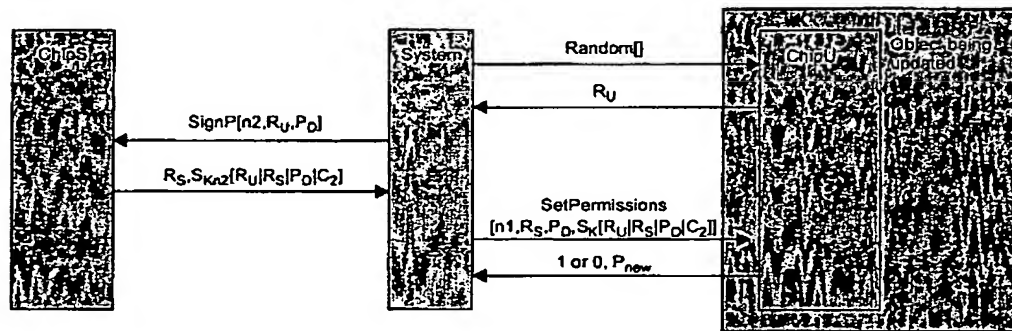 ChipS
System
ChipU
Object being
updated
Random[]
R_U
SignP[n2,R_U,P_D]
R_S,S_Kn2[R_U|R_S|P_D|C_2]
SetPermissions
[n1,R_S,P_D,S_K[R_U|R_S|P_D|C_2]]
1 or 0, P_new